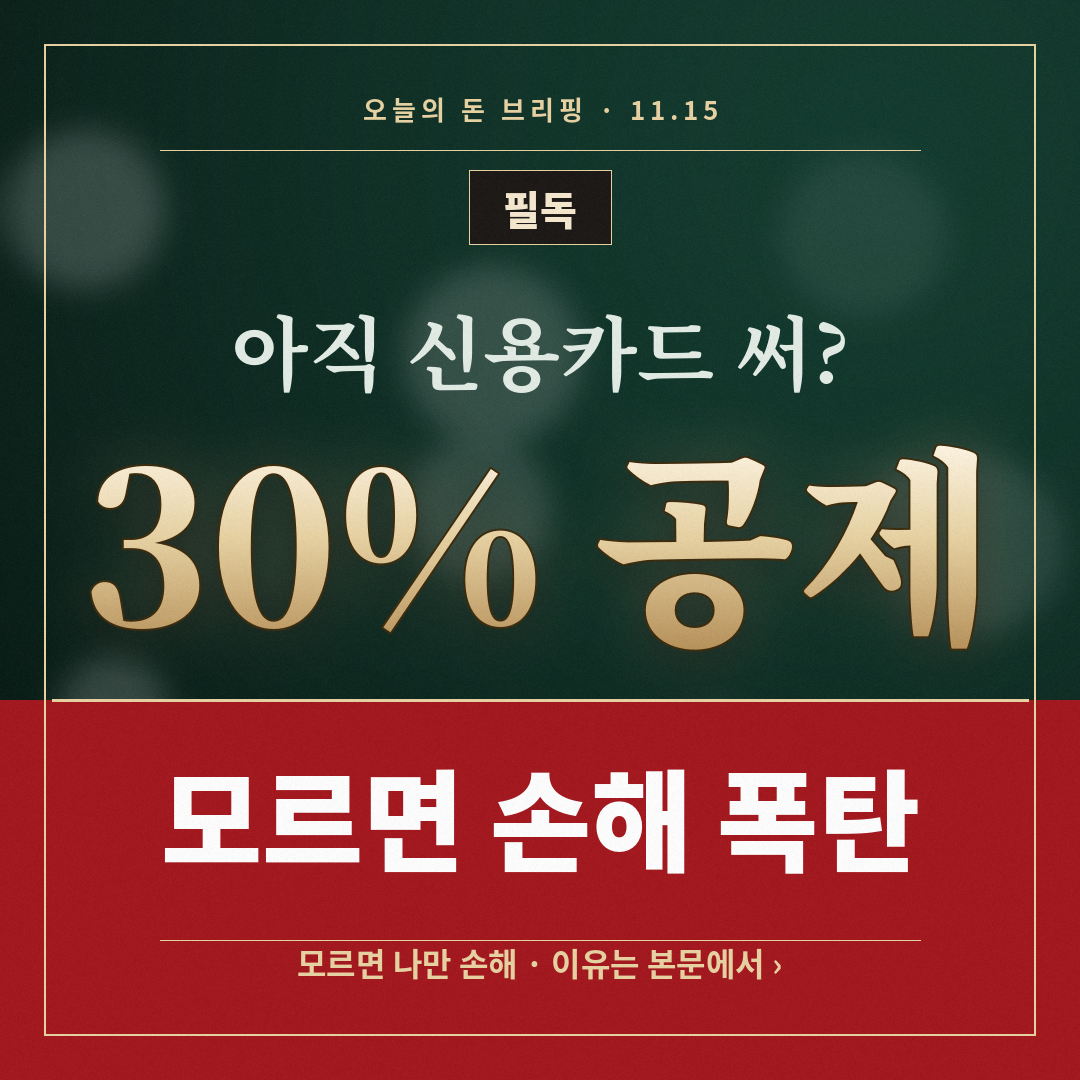 오늘의 돈 브리핑 · 11.15
필독
아직 신용카드 써?
30% 공제
모르면 손해 폭탄
모르면 나만 손해 · 이유는 본문에서 ›